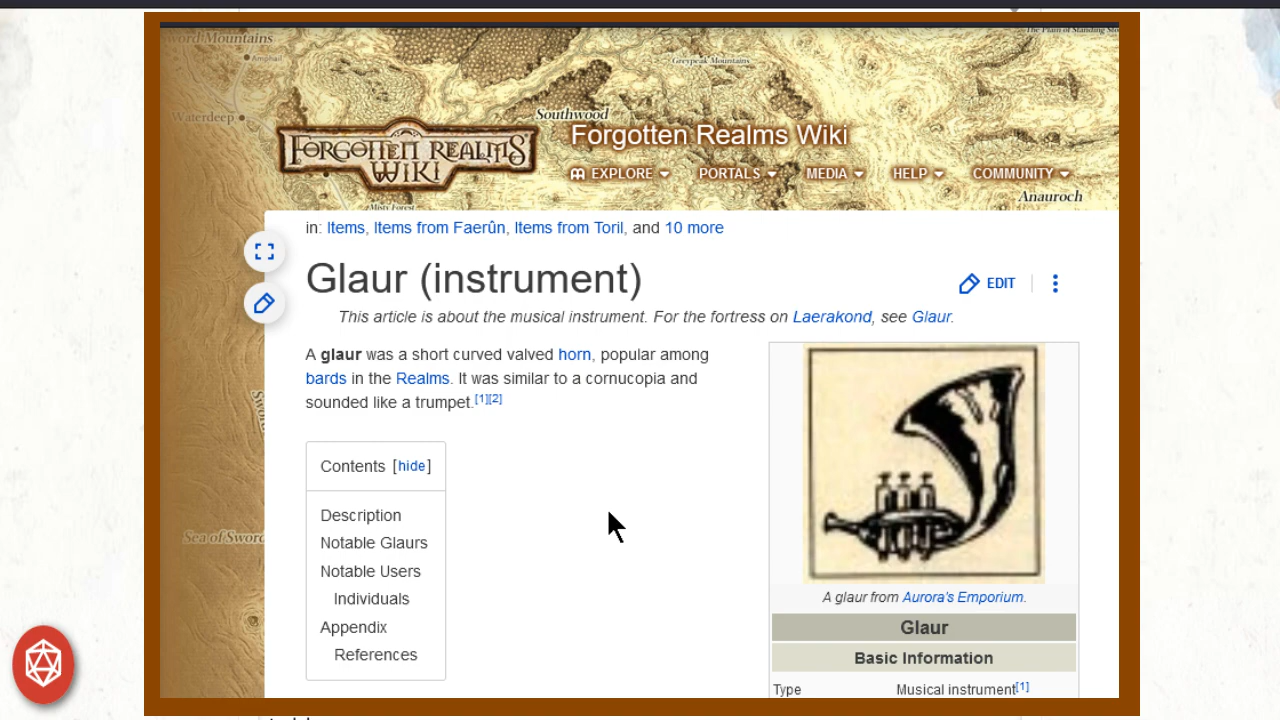 word Mountains
Amphail
Greypeak Mountains
The Plain of Standing Sto
Waterdeep
Southwood
FORGOTTEN REALMS
WIKI
Forgotten Realms Wiki
EXPLORE PORTALS MEDIA HELP COMMUNITY
Misty Forest
Anauroch
in: Items, Items from Faerûn, Items from Toril, and 10 more
Glaur (instrument)
EDIT
This article is about the musical instrument. For the fortress on Laerakond, see Glaur.
A glaur was a short curved valved horn, popular among
bards in the Realms. It was similar to a cornucopia and
sounded like a trumpet.[1][2]
Contents [hide]
Description
Notable Glaurs
Notable Users
Individuals
Appendix
References
Sea of Sword
A glaur from Aurora's Emporium.
Glaur
Basic Information
Type Musical instrument[1]